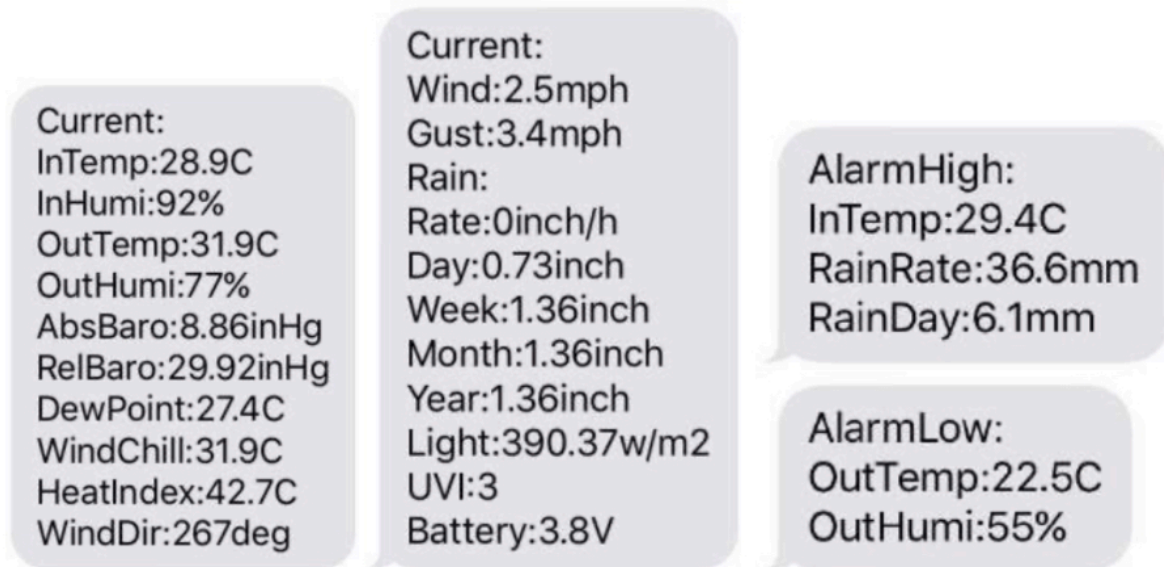 Current:
InTemp:28.9C
InHumi:92%
OutTemp:31.9C
OutHumi:77%
AbsBaro:8.86inHg
RelBaro:29.92inHg
DewPoint:27.4C
WindChill:31.9C
HeatIndex:42.7C
WindDir:267deg
Current:
Wind:2.5mph
Gust:3.4mph
Rain:
Rate:0inch/h
Day:0.73inch
Week:1.36inch
Month:1.36inch
Year:1.36inch
Light:390.37w/m2
UVI:3
Battery:3.8V
AlarmHigh:
InTemp:29.4C
RainRate:36.6mm
RainDay:6.1mm
AlarmLow:
OutTemp:22.5C
OutHumi:55%